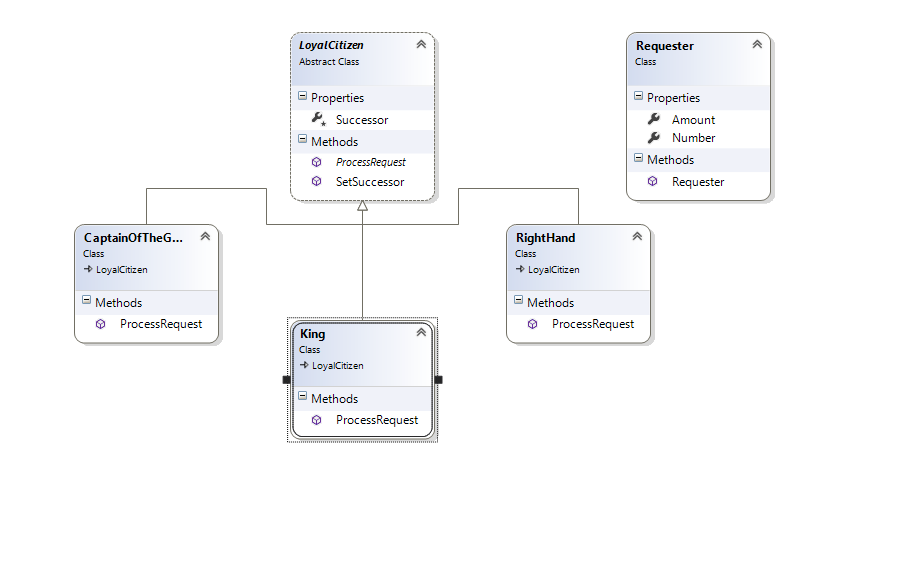 LoyalCitizen
Abstract Class
Properties
Successor
Methods
ProcessRequest
SetSuccessor
Requester
Class
Properties
Amount
Number
Methods
Requester
CaptainOfTheG...
Class
LoyalCitizen
Methods
ProcessRequest
King
Class
LoyalCitizen
Methods
ProcessRequest
RightHand
Class
LoyalCitizen
Methods
ProcessRequest